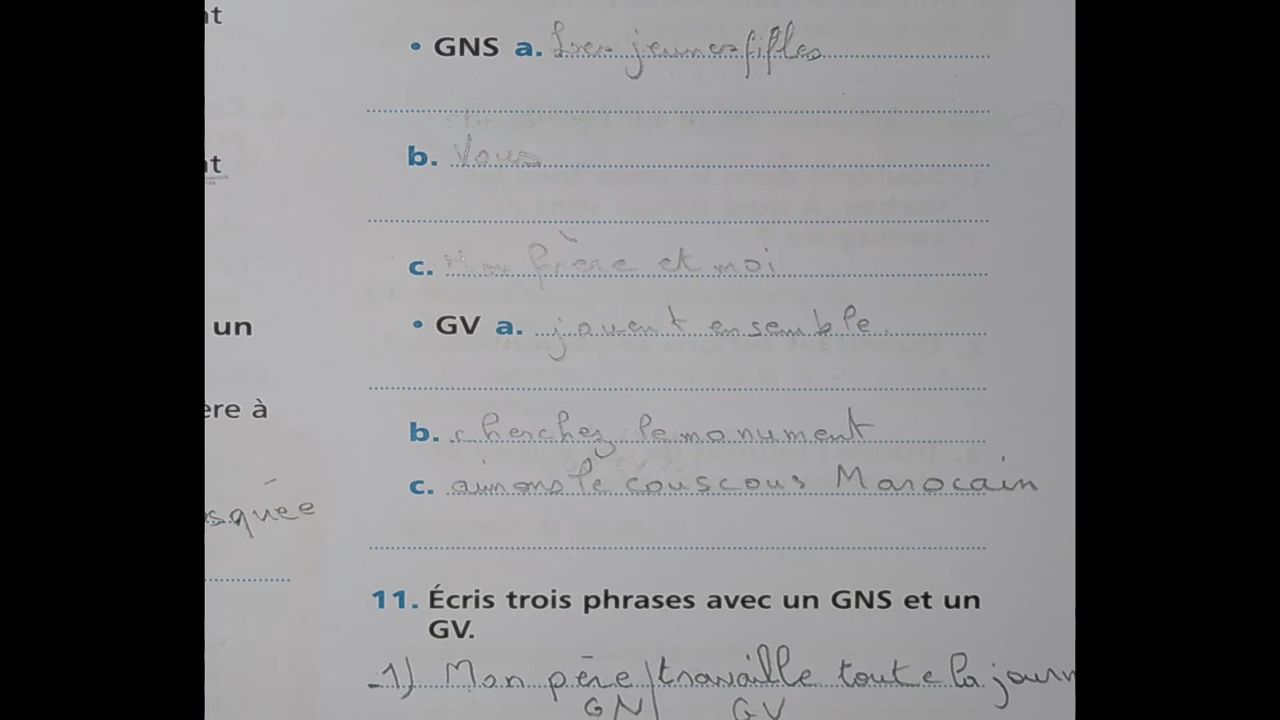 nt
• GNS a. Les jeunes filles
b. Vous
nt
c. Mon frère et moi
• GV a. jouent ensemble.
un
ère à
b. cherchez le monument
c. aimons le couscous Marocain
squée
11. Écris trois phrases avec un GNS et un
GV.
-1) Mon père / travaille toute la journ
GN GV